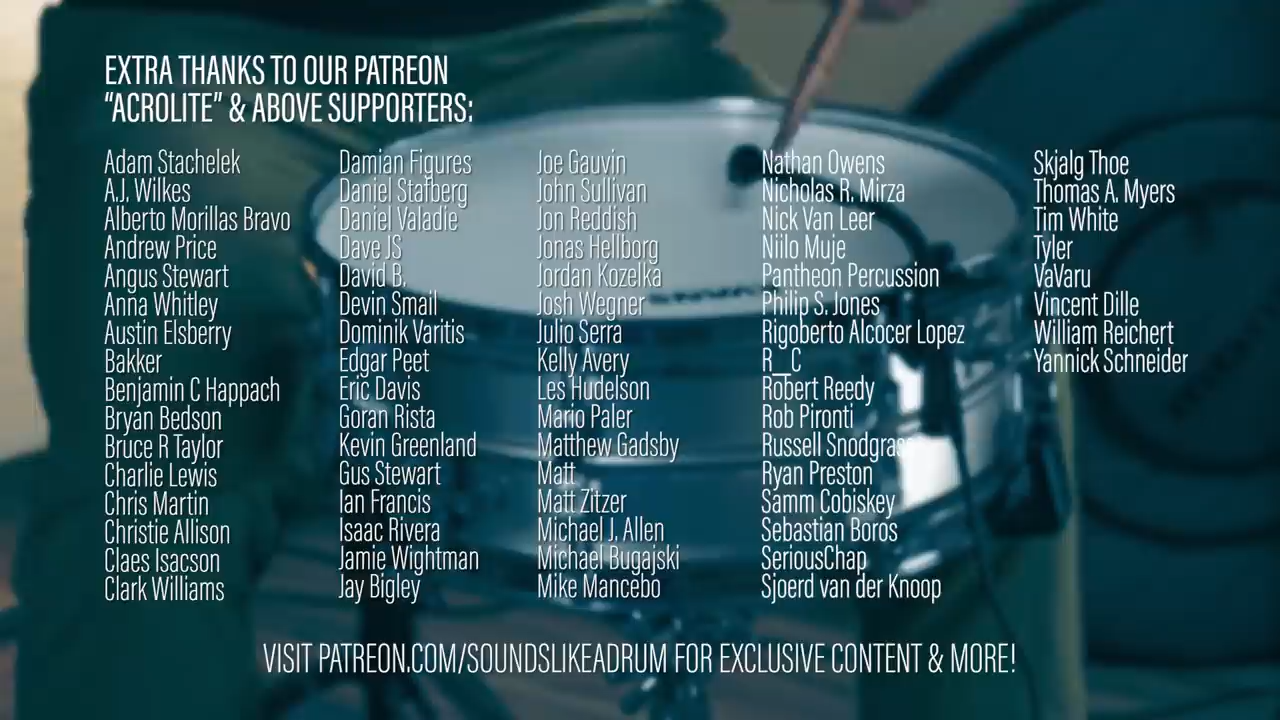 EXTRA THANKS TO OUR PATREON
“ACROLITE” & ABOVE SUPPORTERS:
Adam Stachelek
A.J. Wilkes
Alberto Morillas Bravo
Andrew Price
Angus Stewart
Anna Whitley
Austin Elsberry
Bakker
Benjamin C Happach
Bryan Bedson
Bruce R Taylor
Charlie Lewis
Chris Martin
Christie Allison
Claes Isacson
Clark Williams
Damian Figures
Daniel Stafberg
Daniel Valadie
Dave JS
David B.
Devin Smail
Dominik Varitis
Edgar Peet
Eric Davis
Goran Rista
Kevin Greenland
Gus Stewart
Ian Francis
Isaac Rivera
Jamie Wightman
Jay Bigley
Joe Gauvin
John Sullivan
Jon Reddish
Jonas Hellborg
Jordan Kozelka
Josh Wegner
Julio Serra
Kelly Avery
Les Hudelson
Mario Paler
Matthew Gadsby
Matt
Matt Zitzer
Michael J. Allen
Michael Bugajski
Mike Mancebo
Nathan Owens
Nicholas R. Mirza
Nick Van Leer
Niilo Muje
Pantheon Percussion
Philip S. Jones
Rigoberto Alcocer Lopez
R__C
Robert Reedy
Rob Pironti
Russell Snodgrass
Ryan Preston
Samm Cobiskey
Sebastian Boros
SeriousChap
Sjoerd van der Knoop
Skjalg Thoe
Thomas A. Myers
Tim White
Tyler
VaVaru
Vincent Dille
William Reichert
Yannick Schneider
VISIT PATREON.COM/SOUNDSLIKEADRUM FOR EXCLUSIVE CONTENT & MORE!